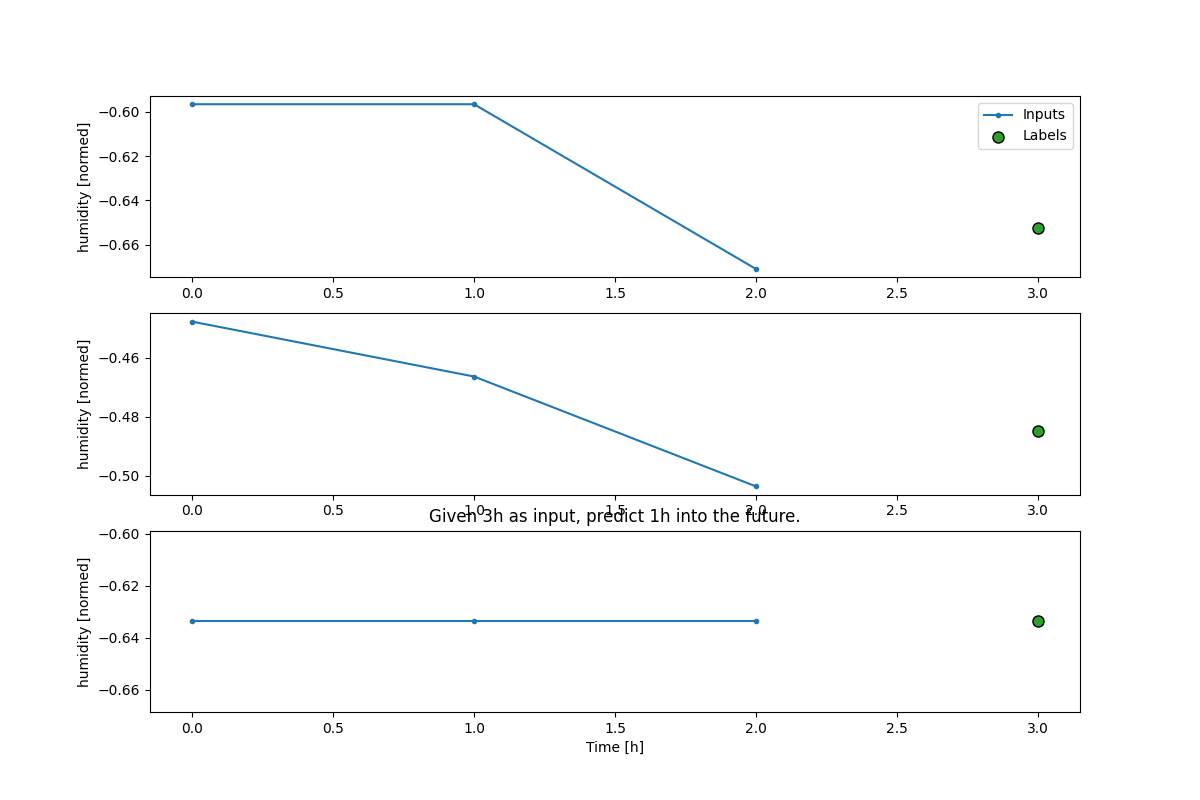 −0.60
−0.62
−0.64
−0.66
humidity [normed]
Inputs
Labels
0.0 0.5 1.0 1.5 2.0 2.5 3.0
−0.46
−0.48
−0.50
humidity [normed]
0.0 0.5 1.0 1.5 2.0 2.5 3.0
Given 3h as input, predict 1h into the future.
−0.60
−0.62
−0.64
−0.66
humidity [normed]
0.0 0.5 1.0 1.5 2.0 2.5 3.0
Time [h]